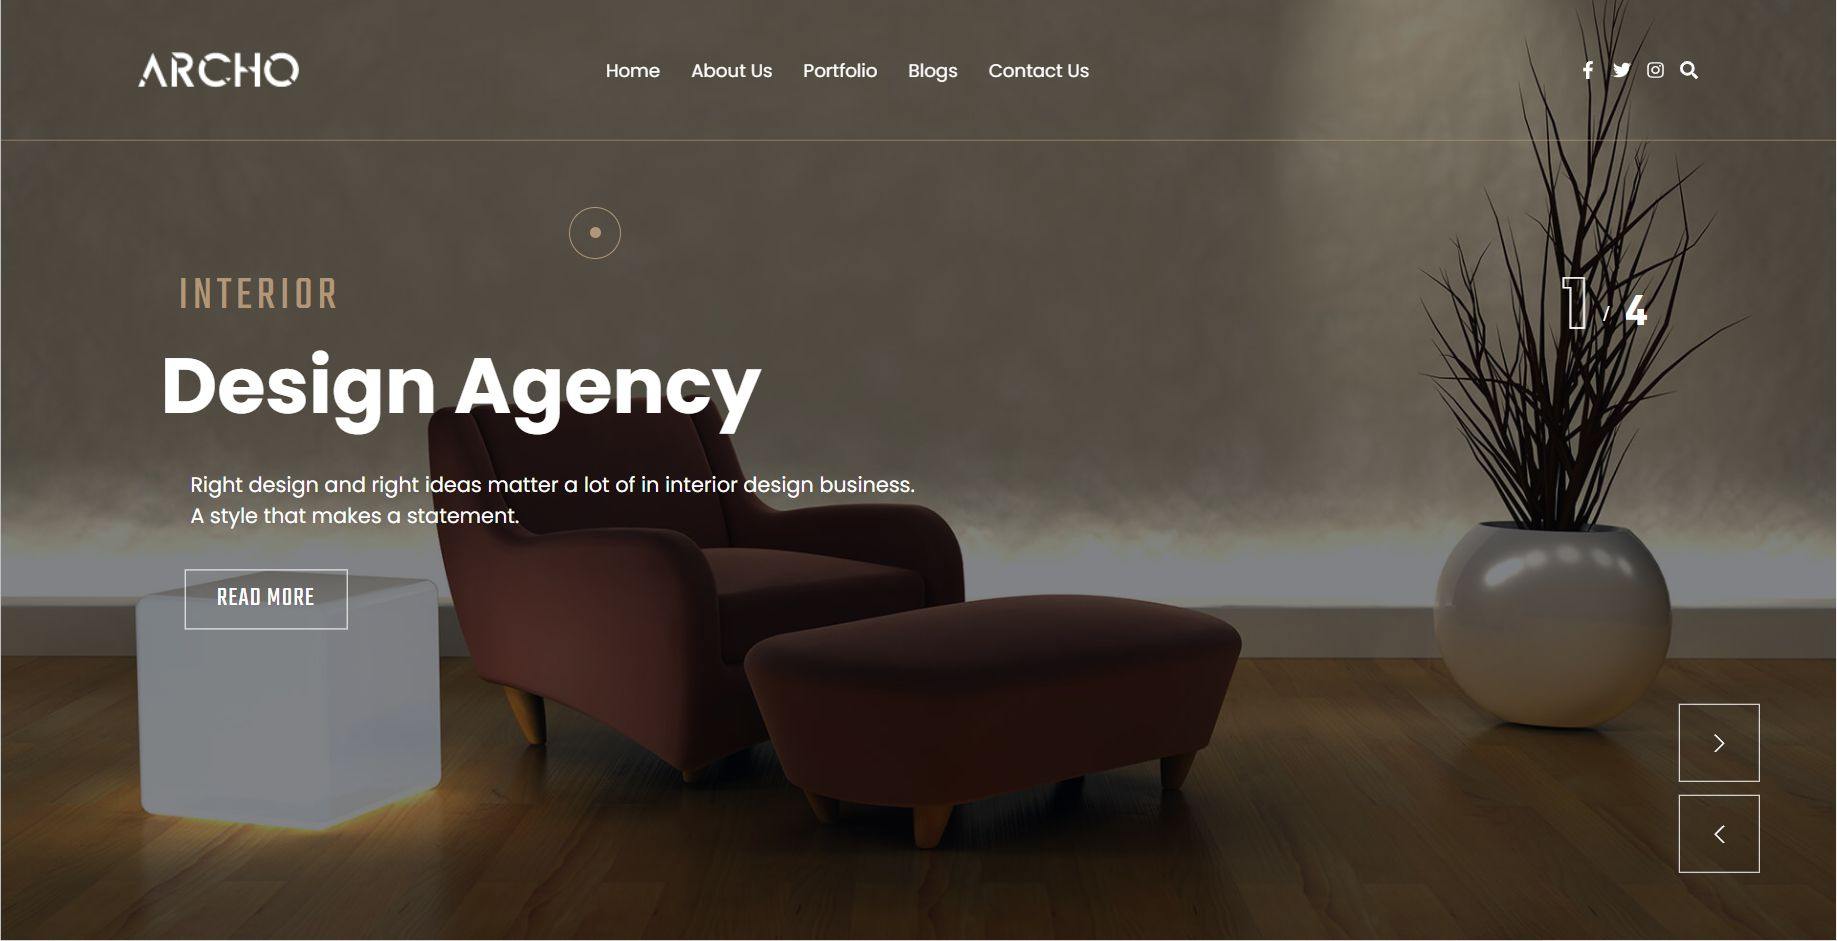 ARCHO
Home About Us Portfolio Blogs Contact Us
INTERIOR
1 / 4
Design Agency
Right design and right ideas matter a lot of in interior design business.
A style that makes a statement.
READ MORE